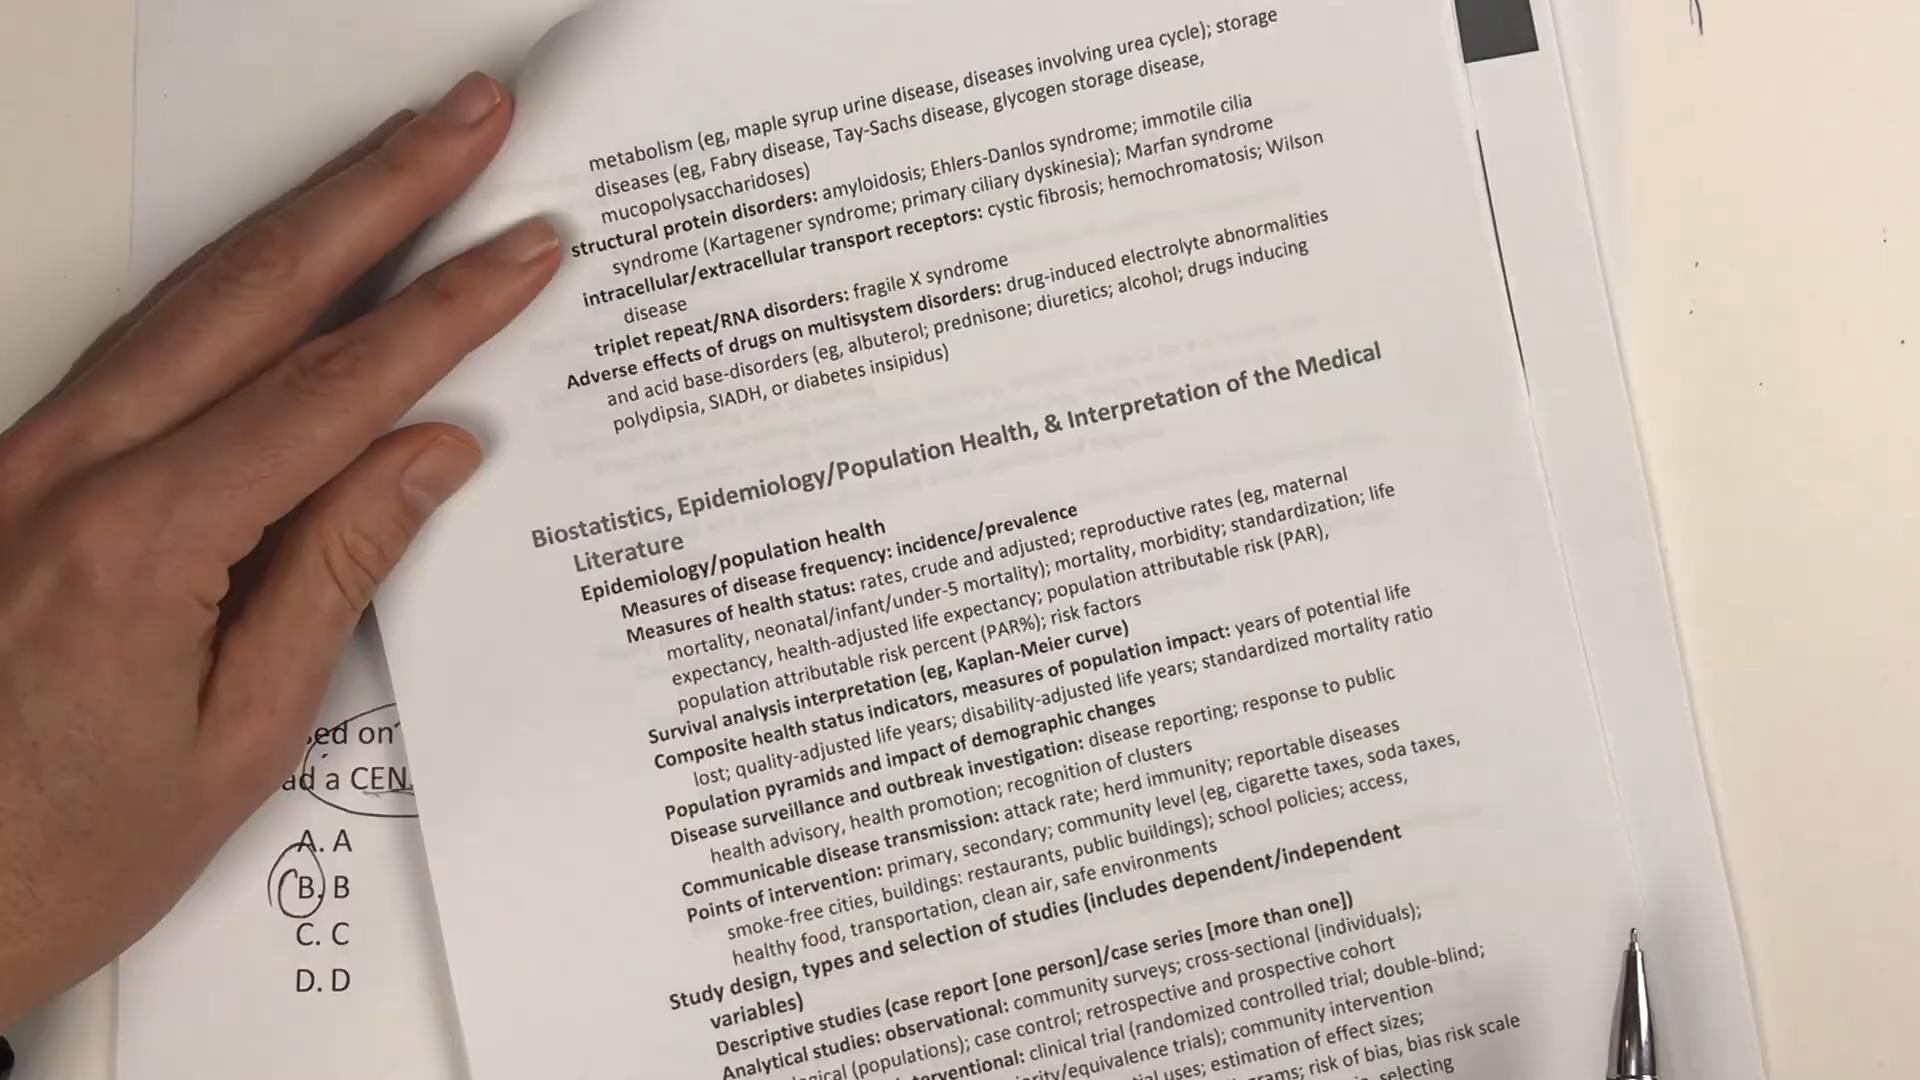 metabolism (eg, maple syrup urine disease, diseases involving urea cycle); storage
diseases (eg, Fabry disease, Tay-Sachs disease, glycogen storage disease,
mucopolysaccharidoses)
structural protein disorders: amyloidosis; Ehlers-Danlos syndrome; immotile cilia
syndrome (Kartagener syndrome; primary ciliary dyskinesia); Marfan syndrome
intracellular/extracellular transport receptors: cystic fibrosis; hemochromatosis; Wilson
disease
triplet repeat/RNA disorders: fragile X syndrome
Adverse effects of drugs on multisystem disorders: drug-induced electrolyte abnormalities
and acid base-disorders (eg, albuterol; prednisone; diuretics; alcohol; drugs inducing
polydipsia, SIADH, or diabetes insipidus)
Biostatistics, Epidemiology/Population Health, & Interpretation of the Medical
Literature
Epidemiology/population health
Measures of disease frequency: incidence/prevalence
Measures of health status: rates, crude and adjusted; reproductive rates (eg, maternal
mortality, neonatal/infant/under-5 mortality); mortality, morbidity; standardization; life
expectancy, health-adjusted life expectancy; population attributable risk (PAR),
population attributable risk percent (PAR%); risk factors
Survival analysis interpretation (eg, Kaplan-Meier curve)
Composite health status indicators, measures of population impact: years of potential life
lost; quality-adjusted life years; disability-adjusted life years; standardized mortality ratio
Population pyramids and impact of demographic changes
Disease surveillance and outbreak investigation: disease reporting; response to public
health advisory, health promotion; recognition of clusters
Communicable disease transmission: attack rate; herd immunity; reportable diseases
Points of intervention: primary, secondary; community level (eg, cigarette taxes, soda taxes,
smoke-free cities, buildings: restaurants, public buildings); school policies; access,
healthy food, transportation, clean air, safe environments
Study design, types and selection of studies (includes dependent/independent
variables)
Descriptive studies (case report [one person]/case series [more than one])
Analytical studies: observational: community surveys; cross-sectional (individuals);
(populations); case control; retrospective and prospective cohort
clinical trial (randomized controlled trial; double-blind;
trials); community intervention
uses; estimation of effect sizes;
risk of bias, bias risk scale
selecting
ed on
ad a CEN
A. A
B. B
C. C
D. D